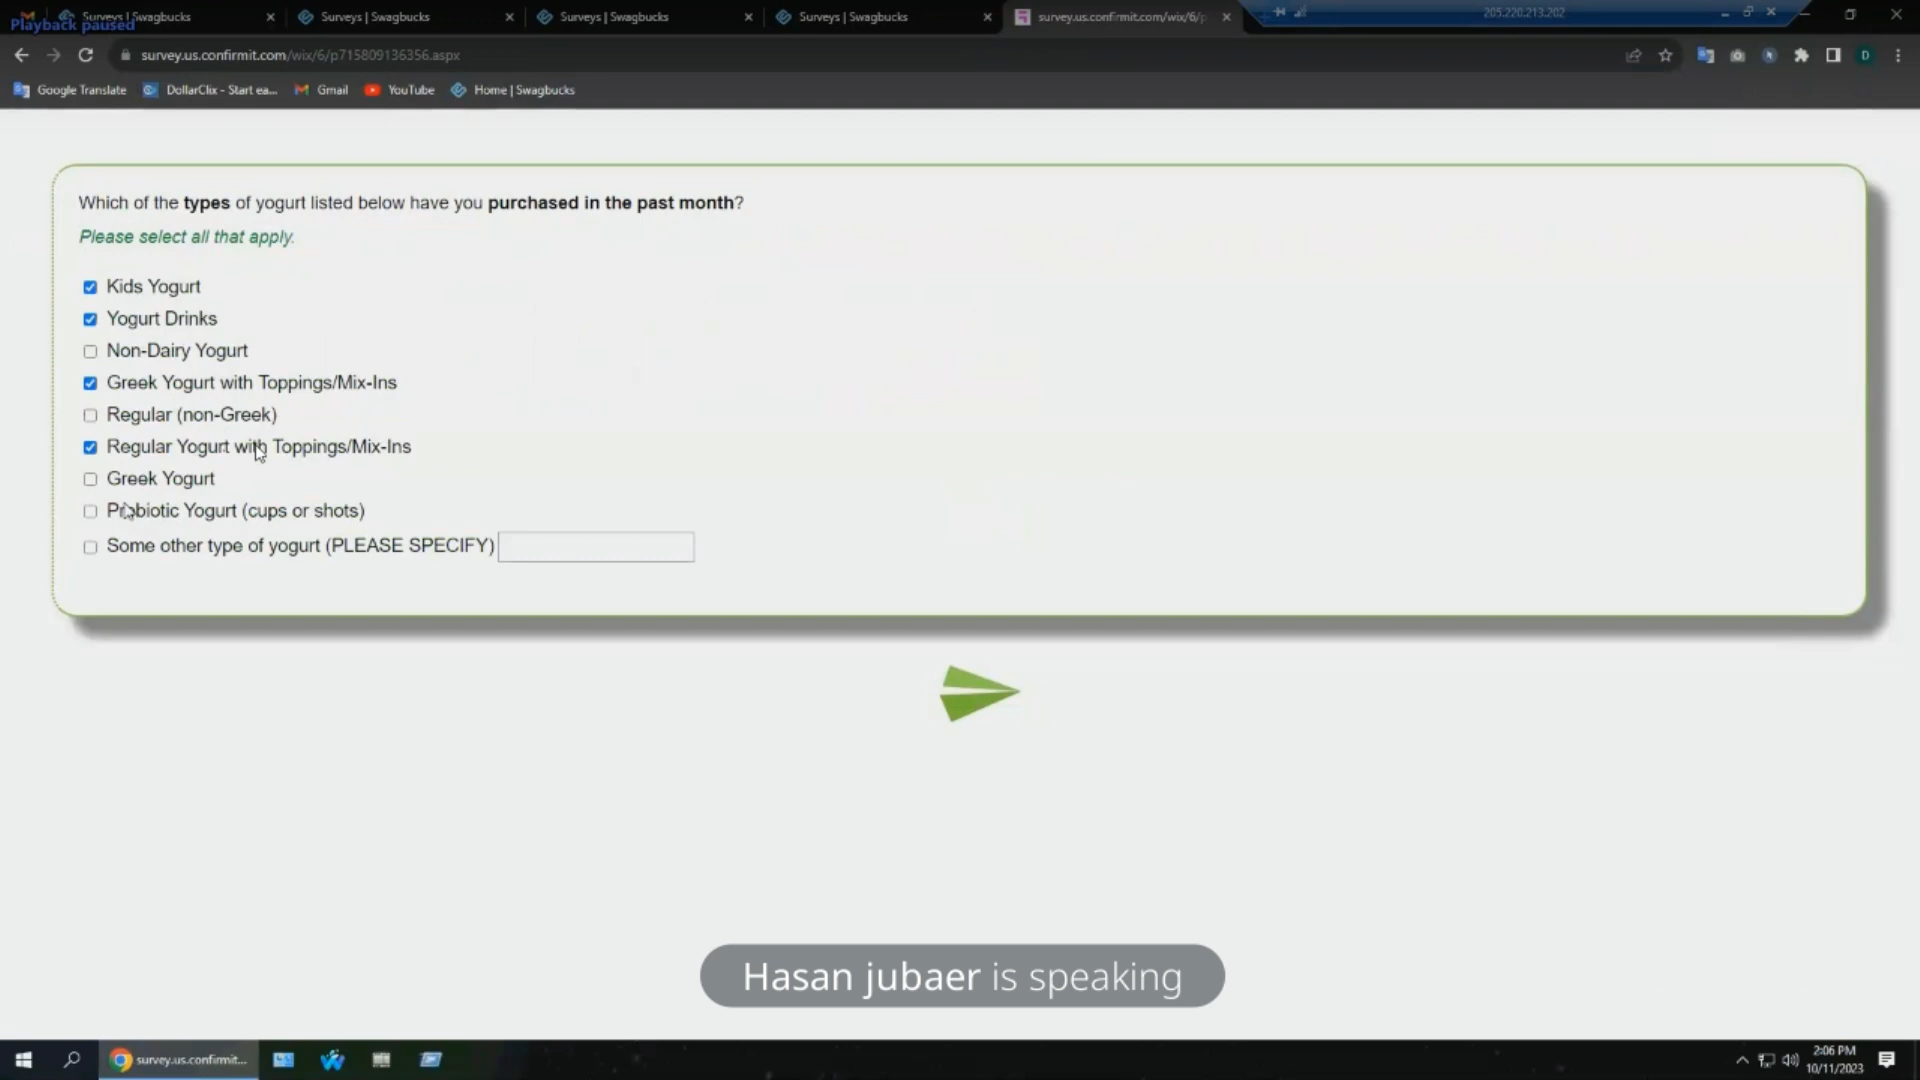 Playback paused
Surveys | Swagbucks
Surveys | Swagbucks
Surveys | Swagbucks
Surveys | Swagbucks
survey.us.confirmit.com/wix/6/p
205.220.213.202
survey.us.confirmit.com/wix/6/p715809136356.aspx
D
Google Translate
DollarClix - Start ea...
Gmail
YouTube
Home | Swagbucks
Which of the types of yogurt listed below have you purchased in the past month?
Please select all that apply.
Kids Yogurt
Yogurt Drinks
Non-Dairy Yogurt
Greek Yogurt with Toppings/Mix-Ins
Regular (non-Greek)
Regular Yogurt with Toppings/Mix-Ins
Greek Yogurt
Probiotic Yogurt (cups or shots)
Some other type of yogurt (PLEASE SPECIFY)
Hasan jubaer is speaking
survey.us.confirmit...
2:06 PM
10/11/2023